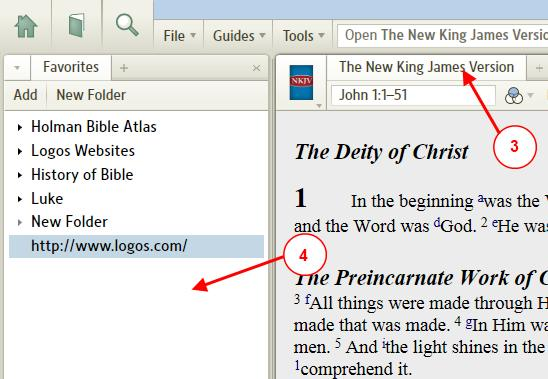 File Guides Tools Open The New King James Versio
Favorites
Add New Folder
Holman Bible Atlas
Logos Websites
History of Bible
Luke
New Folder
http://www.logos.com/
The New King James Version
NKJV
John 1:1–51
3
4
The Deity of Christ
1 In the beginning awas the
and the Word was dGod. 2 eHe was
The Preincarnate Work of C
3 fAll things were made through H
made that was made. 4 gIn Him wa
men. 5 And ithe light shines in the
lcomprehend it.